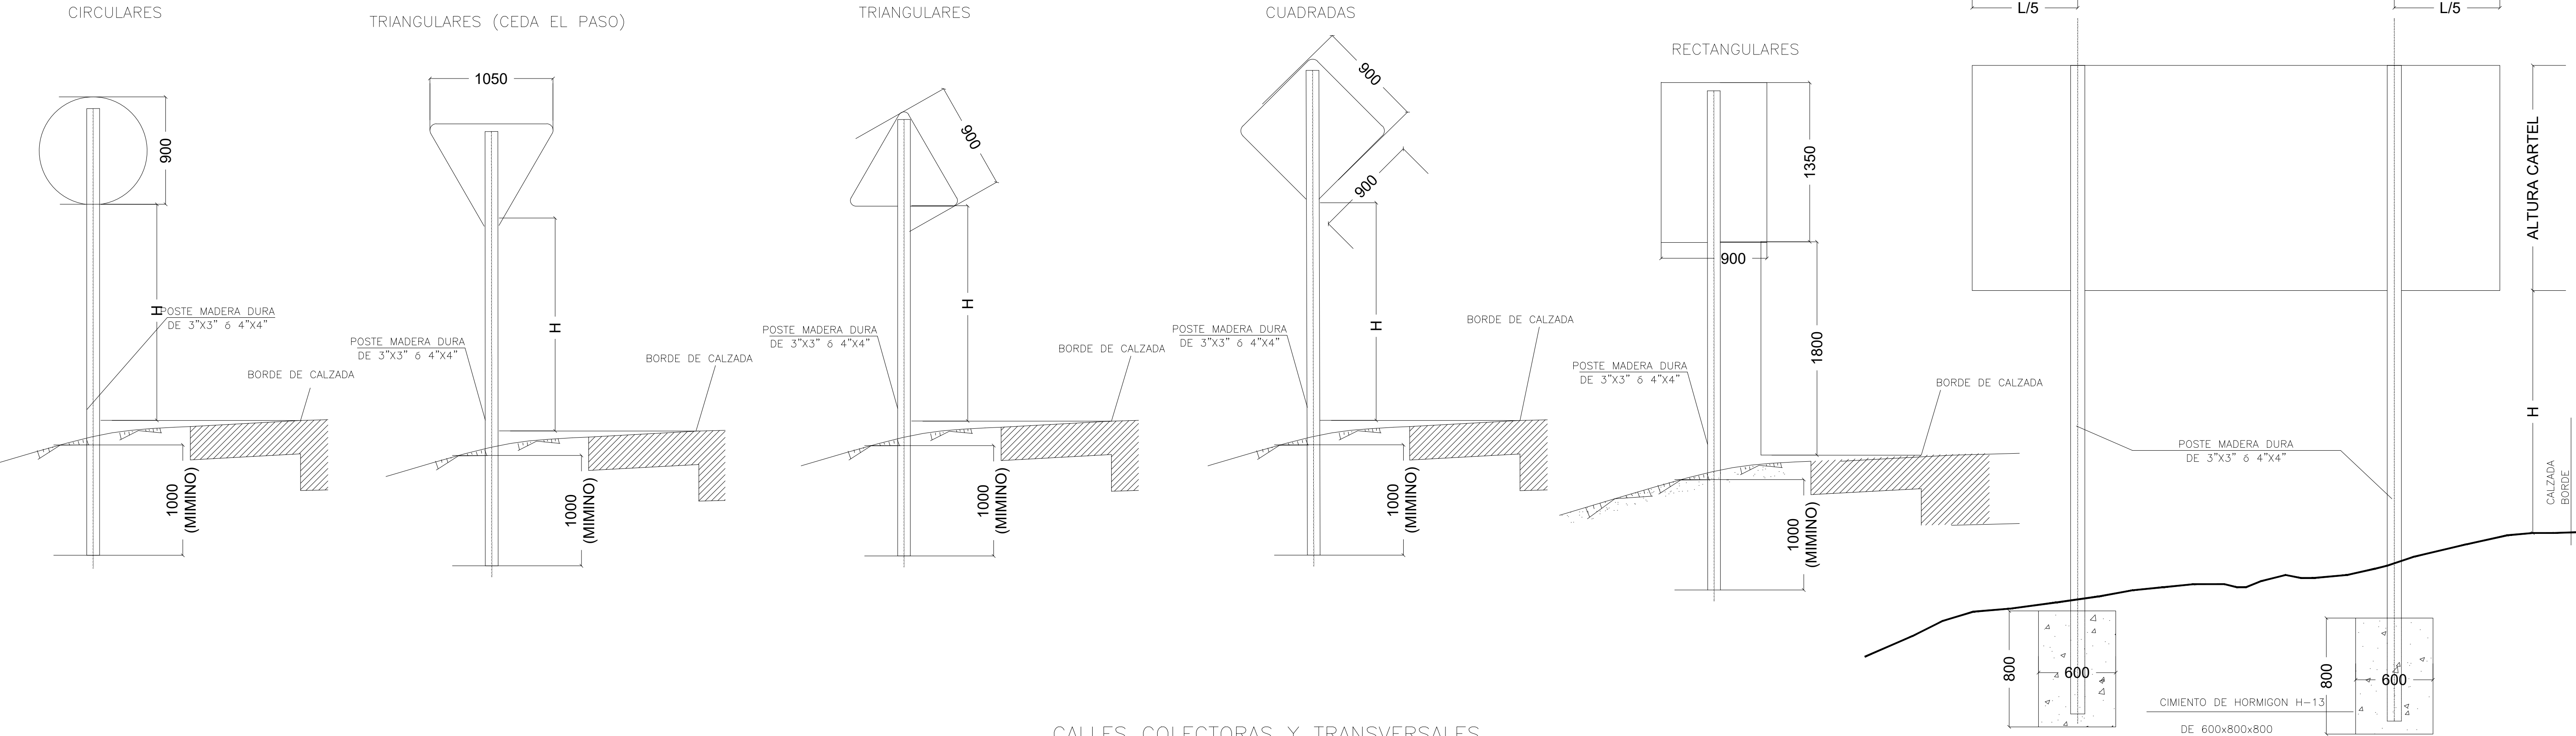 CIRCULARES
900
H
POSTE MADERA DURA
DE 3"X3" ó 4"X4"
BORDE DE CALZADA
1000
(MIMINO)
TRIANGULARES (CEDA EL PASO)
1050
H
POSTE MADERA DURA
DE 3"X3" ó 4"X4"
BORDE DE CALZADA
1000
(MIMINO)
TRIANGULARES
900
H
POSTE MADERA DURA
DE 3"X3" ó 4"X4"
BORDE DE CALZADA
1000
(MIMINO)
CUADRADAS
900
900
H
POSTE MADERA DURA
DE 3"X3" ó 4"X4"
BORDE DE CALZADA
1000
(MIMINO)
RECTANGULARES
1350
900
1800
POSTE MADERA DURA
DE 3"X3" ó 4"X4"
BORDE DE CALZADA
1000
(MIMINO)
L/5
L/5
ALTURA CARTEL
H
POSTE MADERA DURA
DE 3"X3" ó 4"X4"
CALZADA
BORDE
800
600
800
600
CIMIENTO DE HORMIGON H-13
DE 600x800x800
CALLES COLECTORAS Y TRANSVERSALES